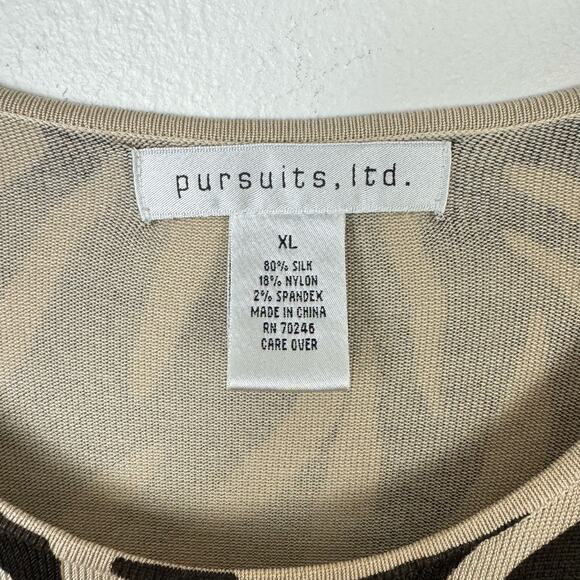 pursuits, ltd.
XL
80% SILK
18% NYLON
2% SPANDEX
MADE IN CHINA
RN 70246
CARE OVER